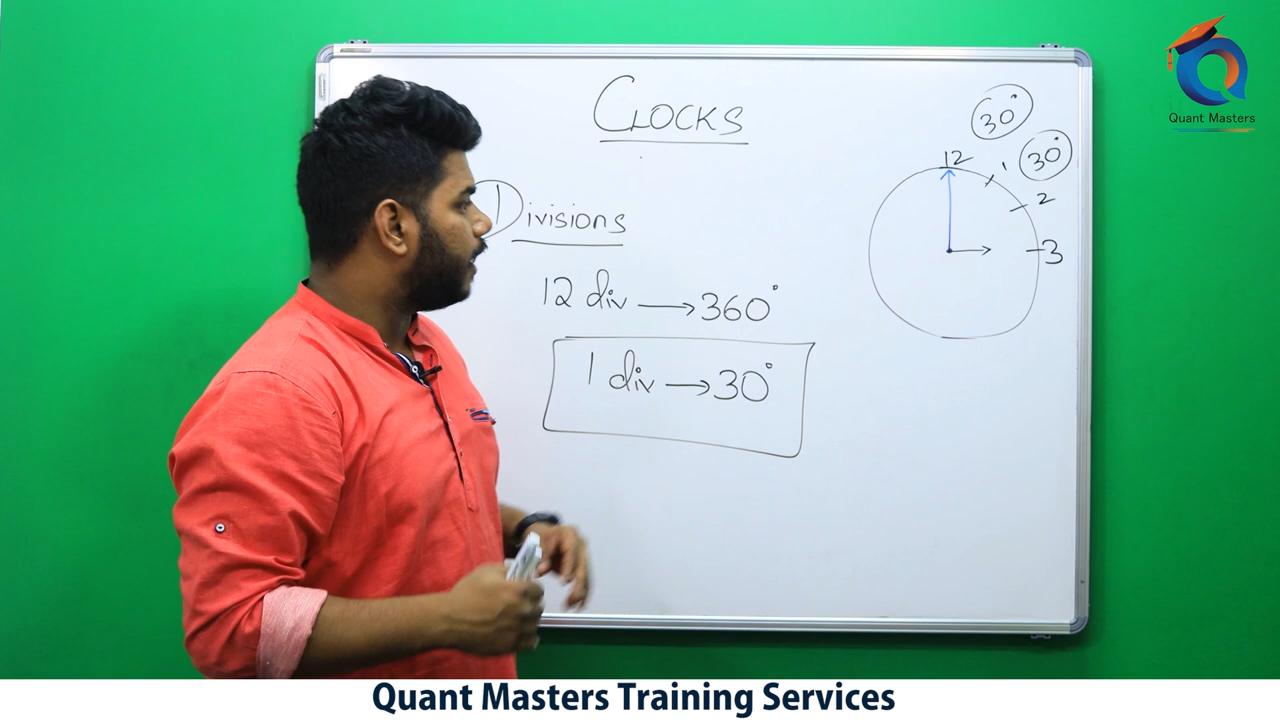 CLOCKS
Divisions
12 div → 360°
1 div → 30°
30°
30°
12
1
2
3
Quant Masters
Quant Masters Training Services